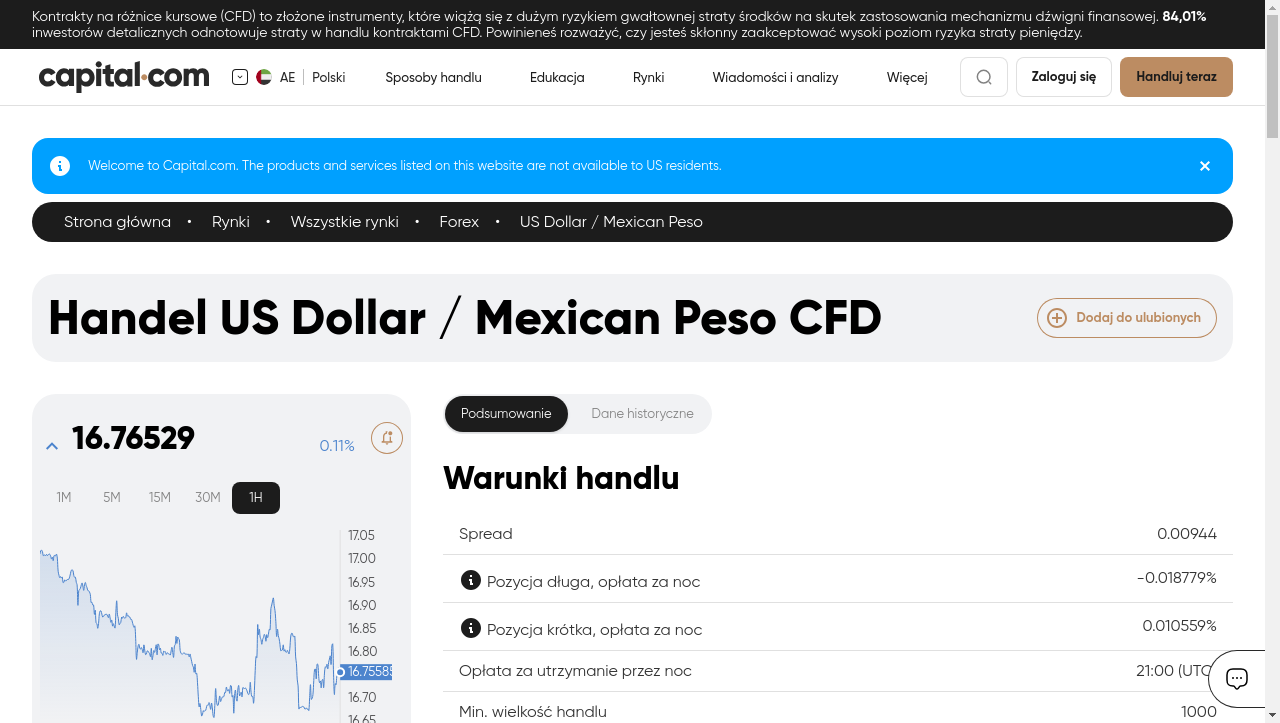 Kontrakty na różnice kursowe (CFD) to złożone instrumenty, które wiążą się z dużym ryzykiem gwałtownej straty środków na skutek zastosowania mechanizmu dźwigni finansowej. 84,01%
inwestorów detalicznych odnotowuje straty w handlu kontraktami CFD. Powinieneś rozważyć, czy jesteś skłonny zaakceptować wysoki poziom ryzyka straty pieniędzy.
capital.com
AE
Polski
Sposoby handlu
Edukacja
Rynki
Wiadomości i analizy
Więcej
Zaloguj się
Handluj teraz
Welcome to Capital.com. The products and services listed on this website are not available to US residents.
Strona główna • Rynki • Wszystkie rynki • Forex • US Dollar / Mexican Peso
Handel US Dollar / Mexican Peso CFD
Dodaj do ulubionych
16.76529
0.11%
1M 5M 15M 30M 1H
17.05
17.00
16.95
16.90
16.85
16.80
16.75585
16.70
16.65
Podsumowanie
Dane historyczne
Warunki handlu
Spread 0.00944
Pozycja długa, opłata za noc -0.018779%
Pozycja krótka, opłata za noc 0.010559%
Opłata za utrzymanie przez noc 21:00 (UTC
Min. wielkość handlu 1000